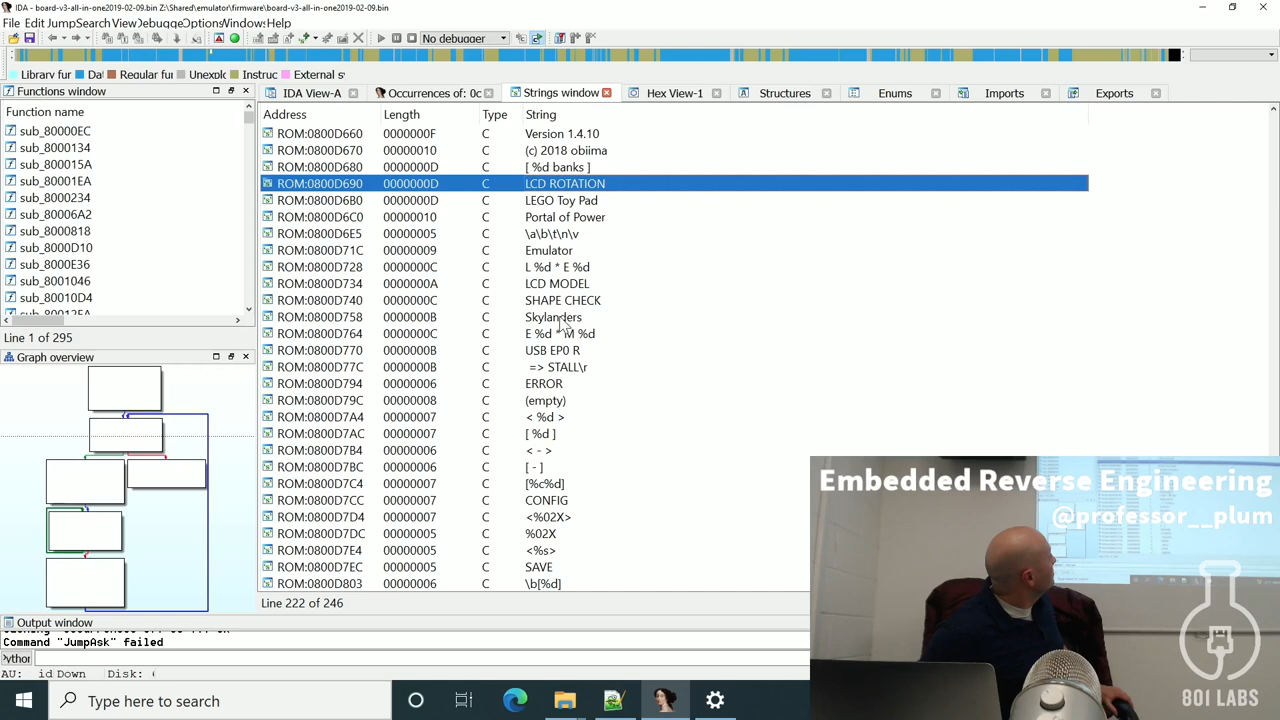 IDA - board-v3-all-in-one2019-02-09.bin Z:\Shared\emulator\firmware\board-v3-all-in-one2019-02-09.bin
File Edit Jump Search View Debugger Options Windows Help
No debugger
Library fur Dat Regular fun Unexplo Instruc External sy
Functions window
IDA View-A Occurrences of: 0c Strings window Hex View-1 Structures Enums Imports Exports
Function name
sub_80000EC
sub_8000134
sub_800015A
sub_80001EA
sub_8000234
sub_80006A2
sub_8000818
sub_8000D10
sub_8000E36
sub_8001046
sub_80010D4
sub_80012EA
Line 1 of 295
Graph overview
Address Length Type String
ROM:0800D660 0000000F C Version 1.4.10
ROM:0800D670 00000010 C (c) 2018 obiima
ROM:0800D680 0000000D C [ %d banks ]
ROM:0800D690 0000000D C LCD ROTATION
ROM:0800D6B0 0000000D C LEGO Toy Pad
ROM:0800D6C0 00000010 C Portal of Power
ROM:0800D6E5 00000005 C \a\b\t\n\v
ROM:0800D71C 00000009 C Emulator
ROM:0800D728 0000000C C L %d * E %d
ROM:0800D734 0000000A C LCD MODEL
ROM:0800D740 0000000C C SHAPE CHECK
ROM:0800D758 0000000B C Skylanders
ROM:0800D764 0000000C C E %d * M %d
ROM:0800D770 0000000B C USB EP0 R
ROM:0800D77C 0000000B C => STALL\r
ROM:0800D794 00000006 C ERROR
ROM:0800D79C 00000008 C (empty)
ROM:0800D7A4 00000007 C < %d >
ROM:0800D7AC 00000007 C [ %d ]
ROM:0800D7B4 00000006 C < - >
ROM:0800D7BC 00000006 C [ - ]
ROM:0800D7C4 00000007 C [%c%d]
ROM:0800D7CC 00000007 C CONFIG
ROM:0800D7D4 00000007 C <%02X>
ROM:0800D7DC 00000005 C %02X
ROM:0800D7E4 00000005 C <%s>
ROM:0800D7EC 00000005 C SAVE
ROM:0800D803 00000006 C \b[%d]
Line 222 of 246
Output window
Command "JumpAsk" failed
Python
AU: idle Down Disk:
Type here to search
Embedded Reverse Engineering
@professor__plum
801 LABS